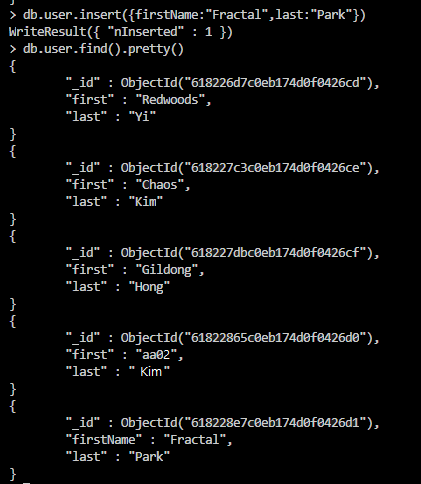 > db.user.insert({firstName:"Fractal",last:"Park"})
WriteResult({ "nInserted" : 1 })
> db.user.find().pretty()
{
        "_id" : ObjectId("618226d7c0eb174d0f0426cd"),
        "first" : "Redwoods",
        "last" : "Yi"
}
{
        "_id" : ObjectId("618227c3c0eb174d0f0426ce"),
        "first" : "Chaos",
        "last" : "Kim"
}
{
        "_id" : ObjectId("618227dbc0eb174d0f0426cf"),
        "first" : "Gildong",
        "last" : "Hong"
}
{
        "_id" : ObjectId("61822865c0eb174d0f0426d0"),
        "first" : "aa02",
        "last" : " Kim"
}
{
        "_id" : ObjectId("618228e7c0eb174d0f0426d1"),
        "firstName" : "Fractal",
        "last" : "Park"
}